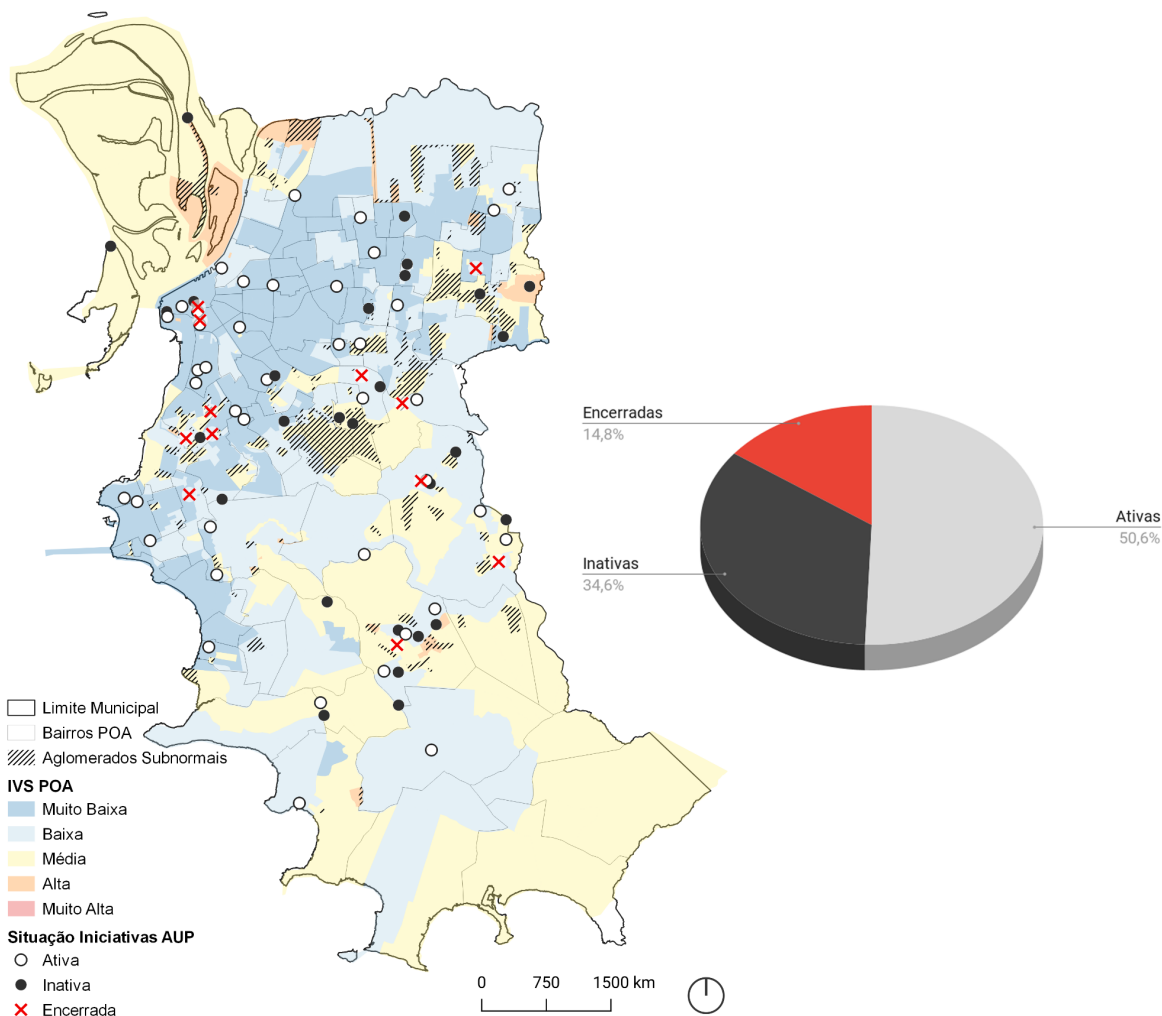 Encerradas
14,8%
Ativas
50,6%
Inativas
34,6%
Limite Municipal
Bairros POA
Aglomerados Subnormais
IVS POA
Muito Baixa
Baixa
Média
Alta
Muito Alta
Situação Iniciativas AUP
Ativa
Inativa
Encerrada
0 750 1500 km